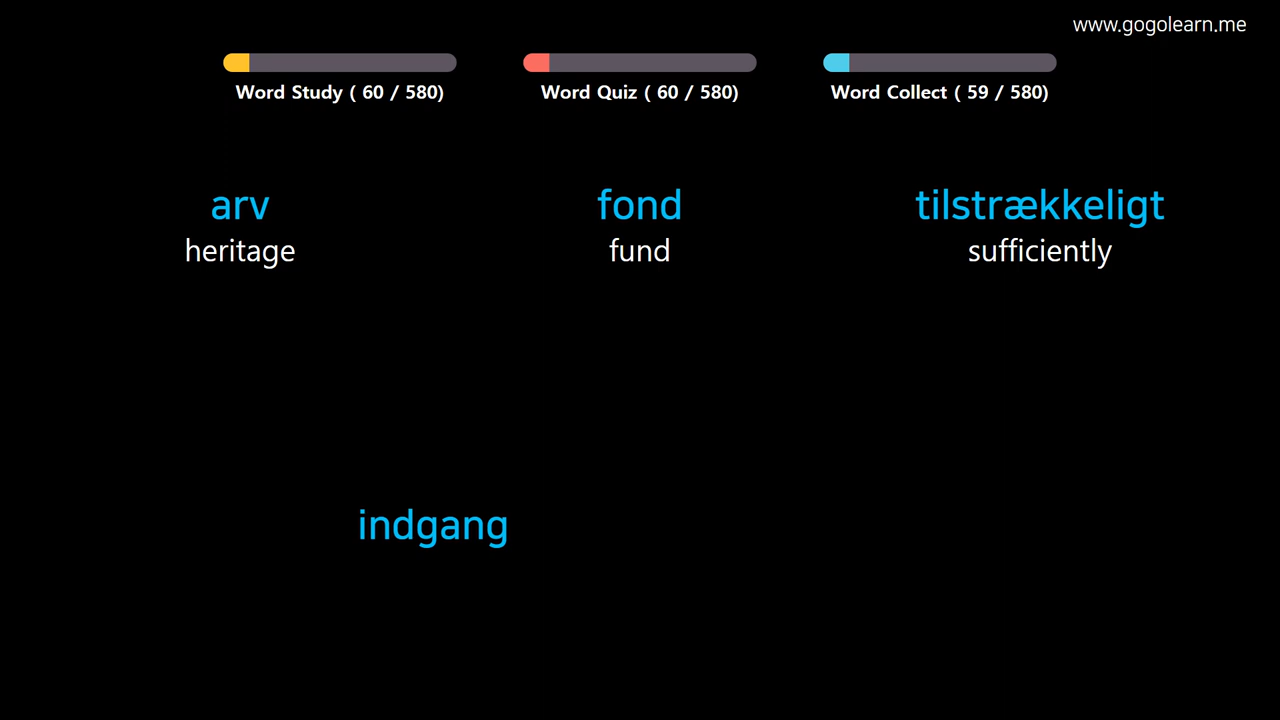 www.gogolearn.me
Word Study ( 60 / 580)
Word Quiz ( 60 / 580)
Word Collect ( 59 / 580)
arv
heritage
fond
fund
tilstrækkeligt
sufficiently
indgang